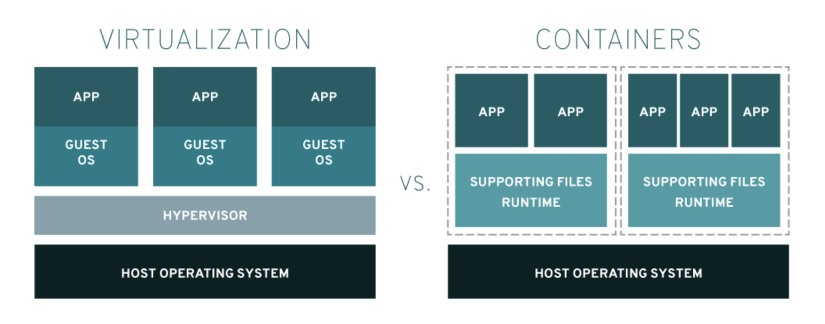 VIRTUALIZATION
APP
APP
APP
GUEST
OS
GUEST
OS
GUEST
OS
HYPERVISOR
HOST OPERATING SYSTEM
VS.
CONTAINERS
APP
APP
SUPPORTING FILES
RUNTIME
APP
APP
APP
SUPPORTING FILES
RUNTIME
HOST OPERATING SYSTEM